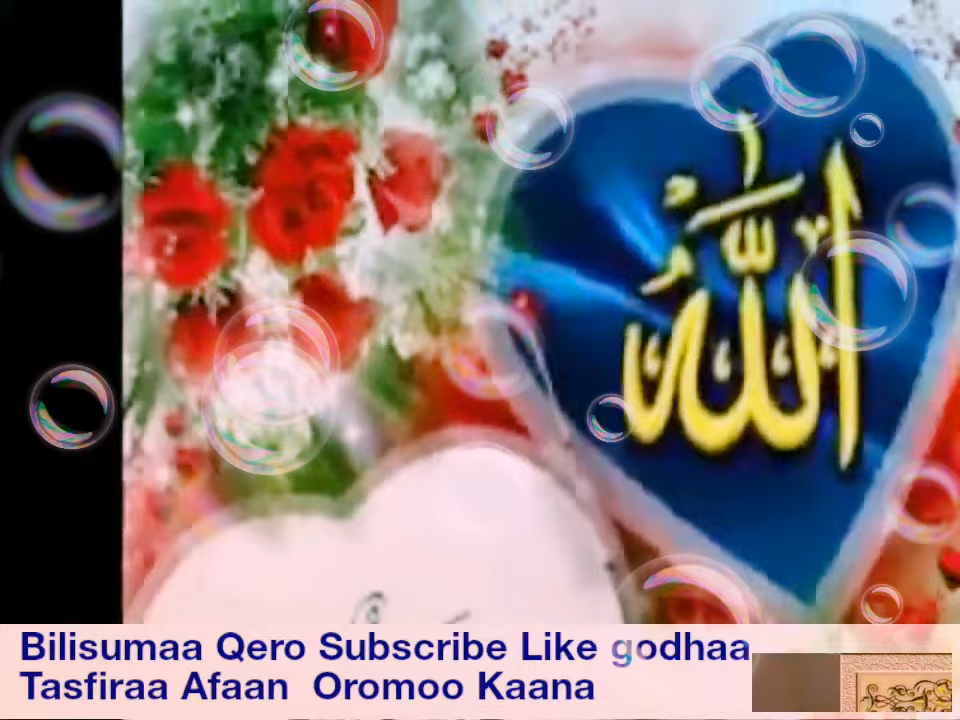 الله
Bilisumaa Qero Subscribe Like godhaa
Tasfiraa Afaan Oromoo Kaana